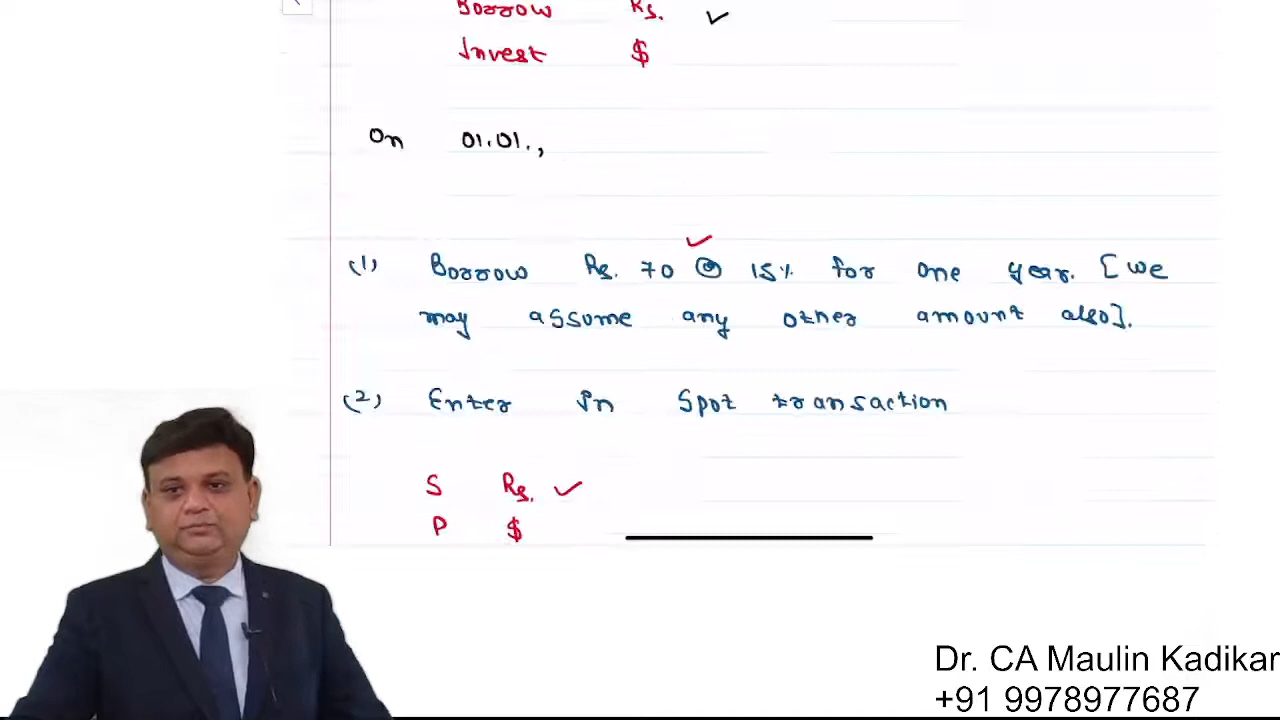 Borrow Rs.
Invest $
On 01.01.,
(1) Borrow Rs. 70 @ 15% for one year. [we
may assume any other amount also].
(2) Enter in Spot transaction
S Rs.
P $
Dr. CA Maulin Kadikar
+91 9978977687